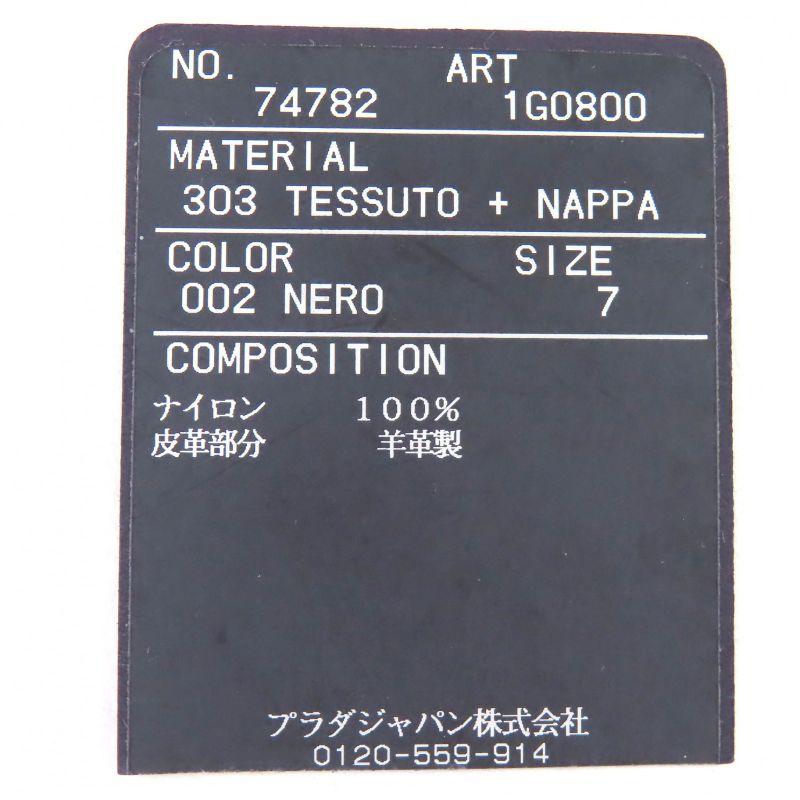 NO. ART
74782 1G0800
MATERIAL
303 TESSUTO + NAPPA
COLOR SIZE
002 NERO 7
COMPOSITION
ナイロン 100%
皮革部分 羊革製
プラダジャパン株式会社
0120-559-914